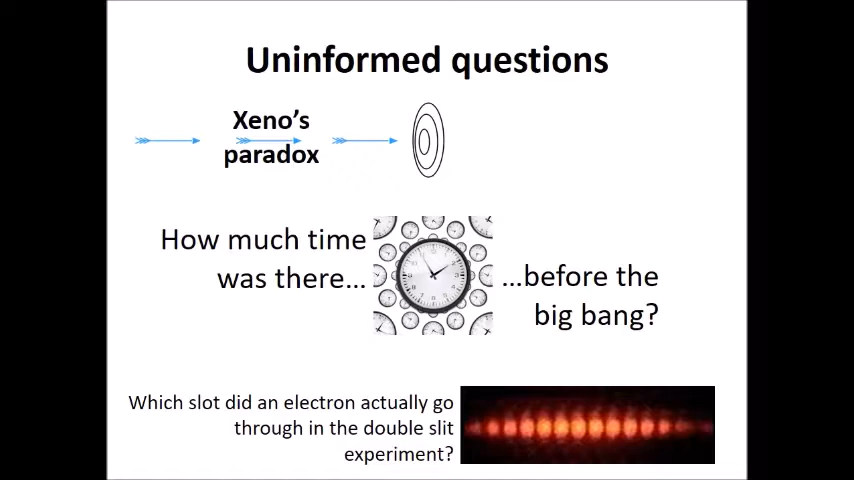 Uninformed questions
Xeno's
paradox
How much time
was there...
...before the
big bang?
Which slot did an electron actually go
through in the double slit
experiment?